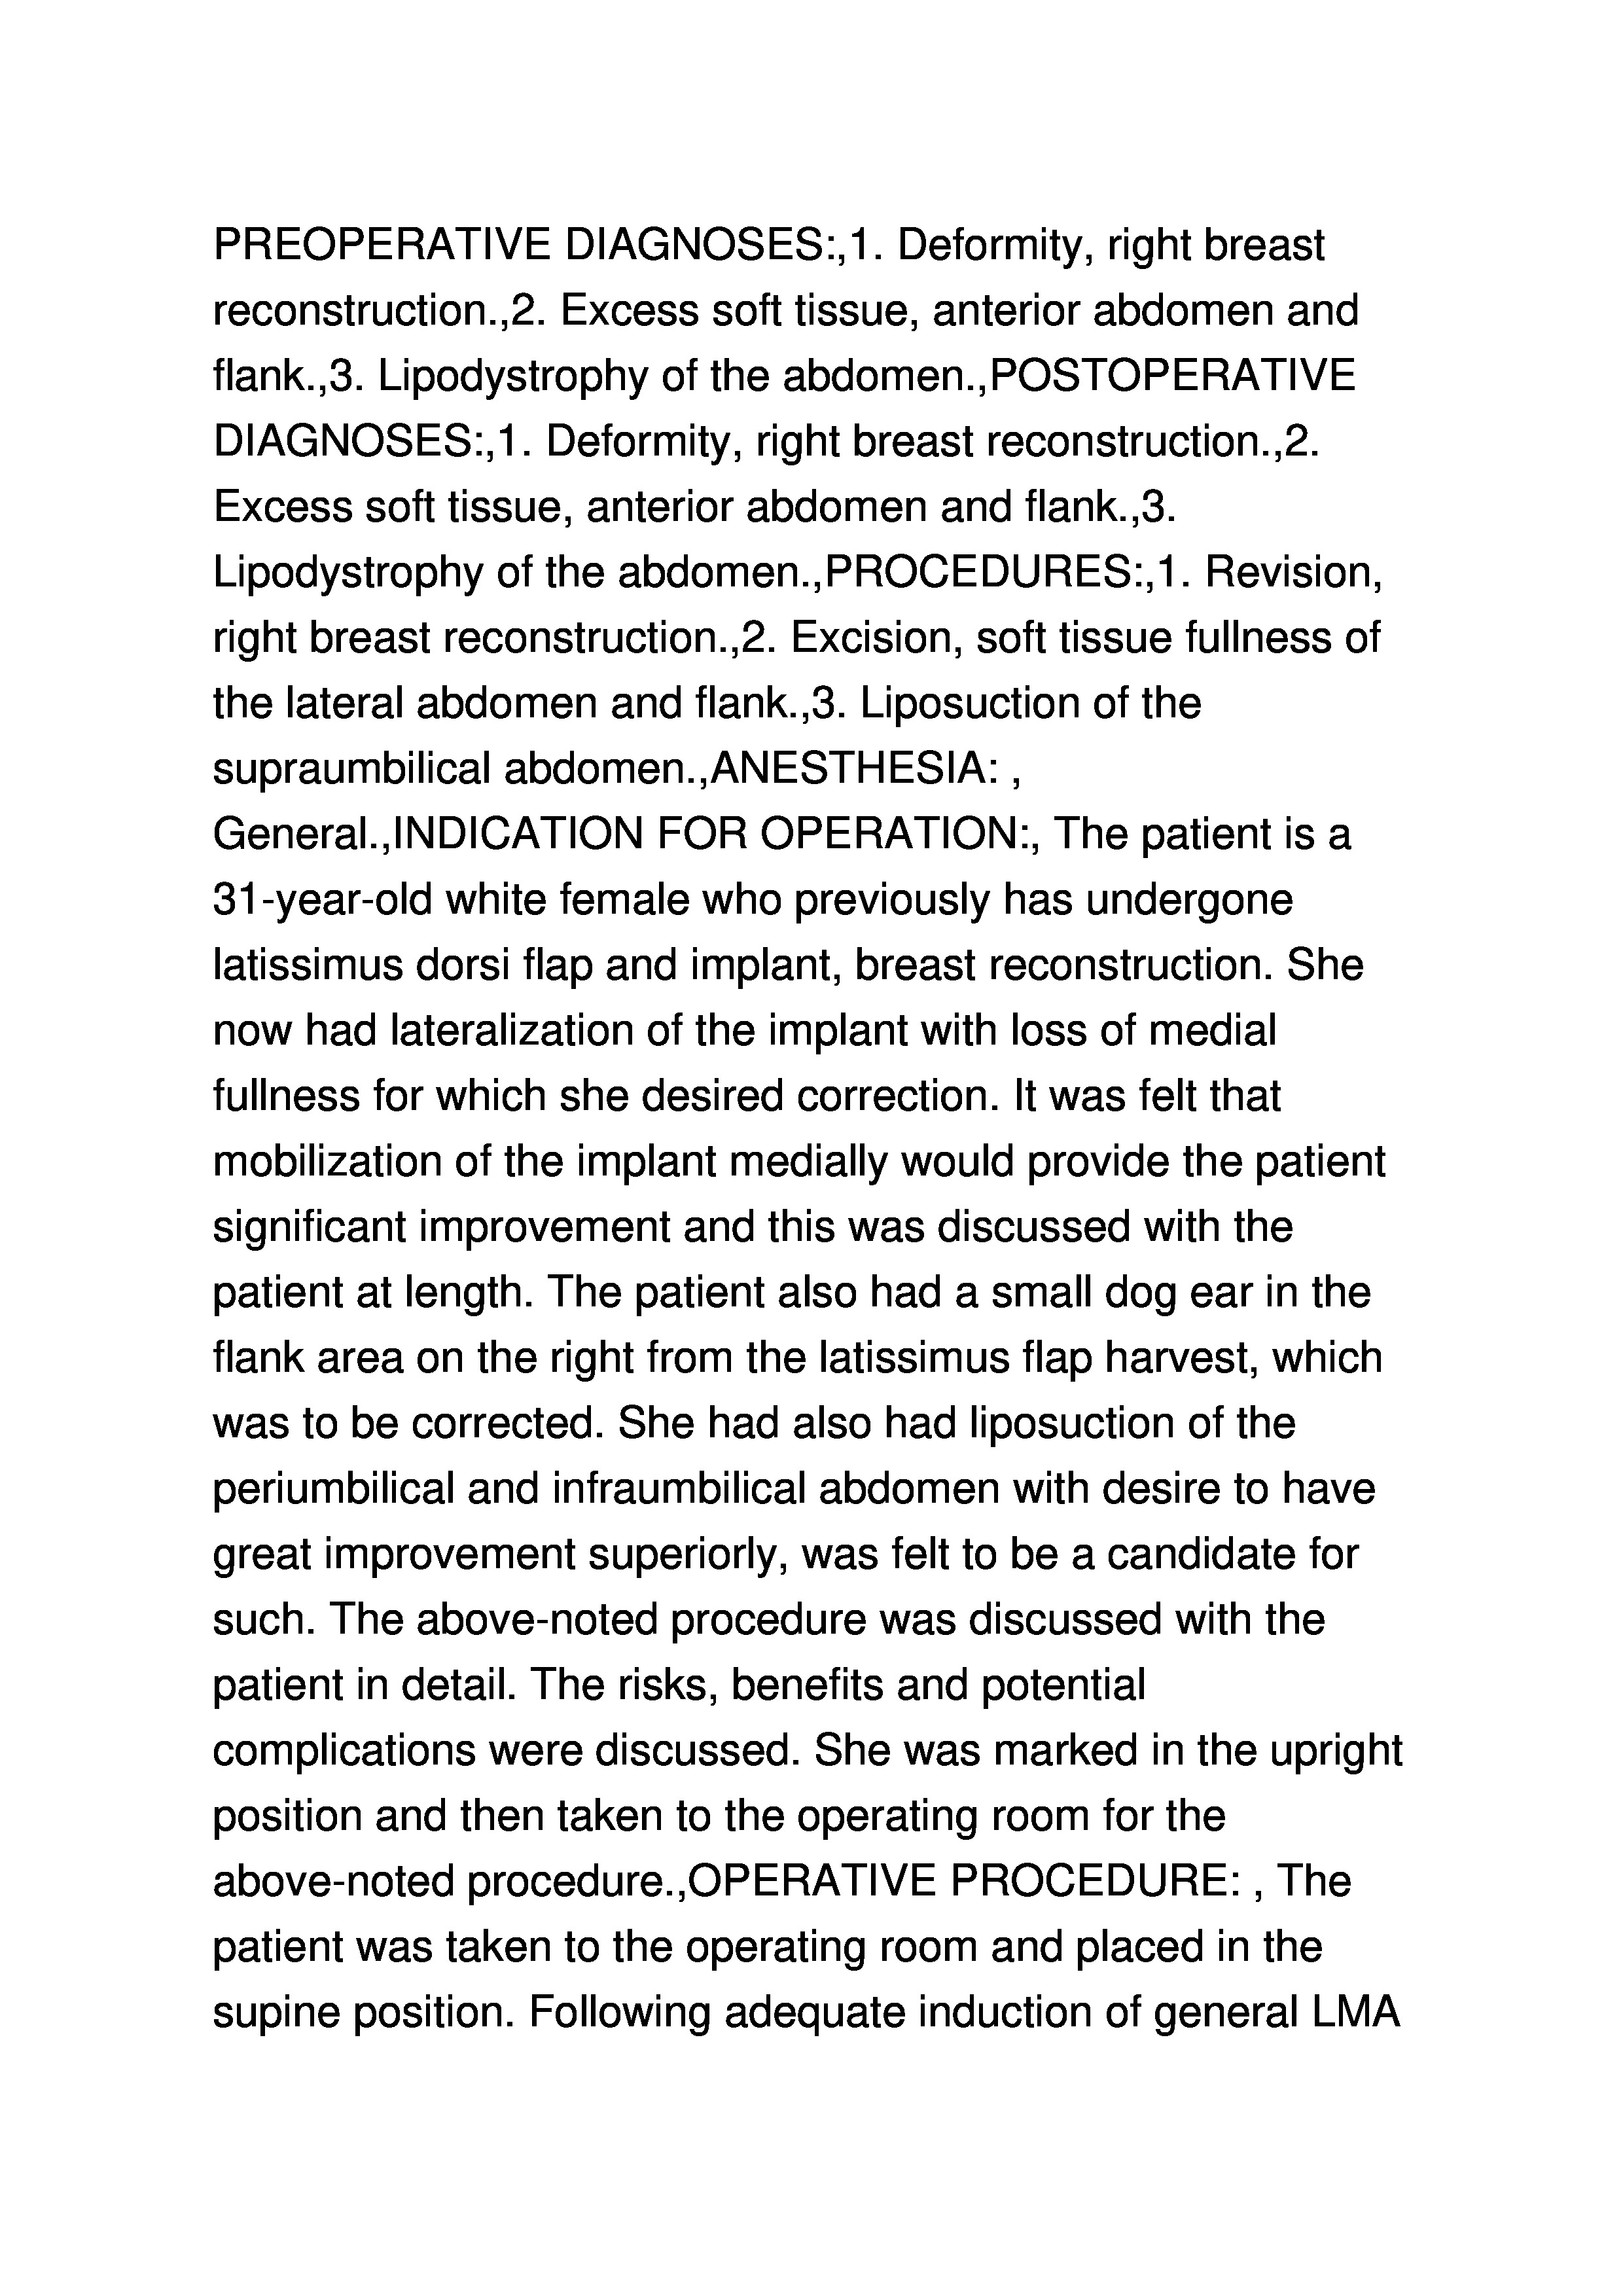 PREOPERATIVE DIAGNOSES:,1. Deformity, right breast
reconstruction.,2. Excess soft tissue, anterior abdomen and
flank.,3. Lipodystrophy of the abdomen.,POSTOPERATIVE
DIAGNOSES:,1. Deformity, right breast reconstruction.,2.
Excess soft tissue, anterior abdomen and flank.,3.
Lipodystrophy of the abdomen.,PROCEDURES:,1. Revision,
right breast reconstruction.,2. Excision, soft tissue fullness of
the lateral abdomen and flank.,3. Liposuction of the
supraumbilical abdomen.,ANESTHESIA: ,
General.,INDICATION FOR OPERATION:, The patient is a
31-year-old white female who previously has undergone
latissimus dorsi flap and implant, breast reconstruction. She
now had lateralization of the implant with loss of medial
fullness for which she desired correction. It was felt that
mobilization of the implant medially would provide the patient
significant improvement and this was discussed with the
patient at length. The patient also had a small dog ear in the
flank area on the right from the latissimus flap harvest, which
was to be corrected. She had also had liposuction of the
periumbilical and infraumbilical abdomen with desire to have
great improvement superiorly, was felt to be a candidate for
such. The above-noted procedure was discussed with the
patient in detail. The risks, benefits and potential
complications were discussed. She was marked in the upright
position and then taken to the operating room for the
above-noted procedure.,OPERATIVE PROCEDURE: , The
patient was taken to the operating room and placed in the
supine position. Following adequate induction of general LMA